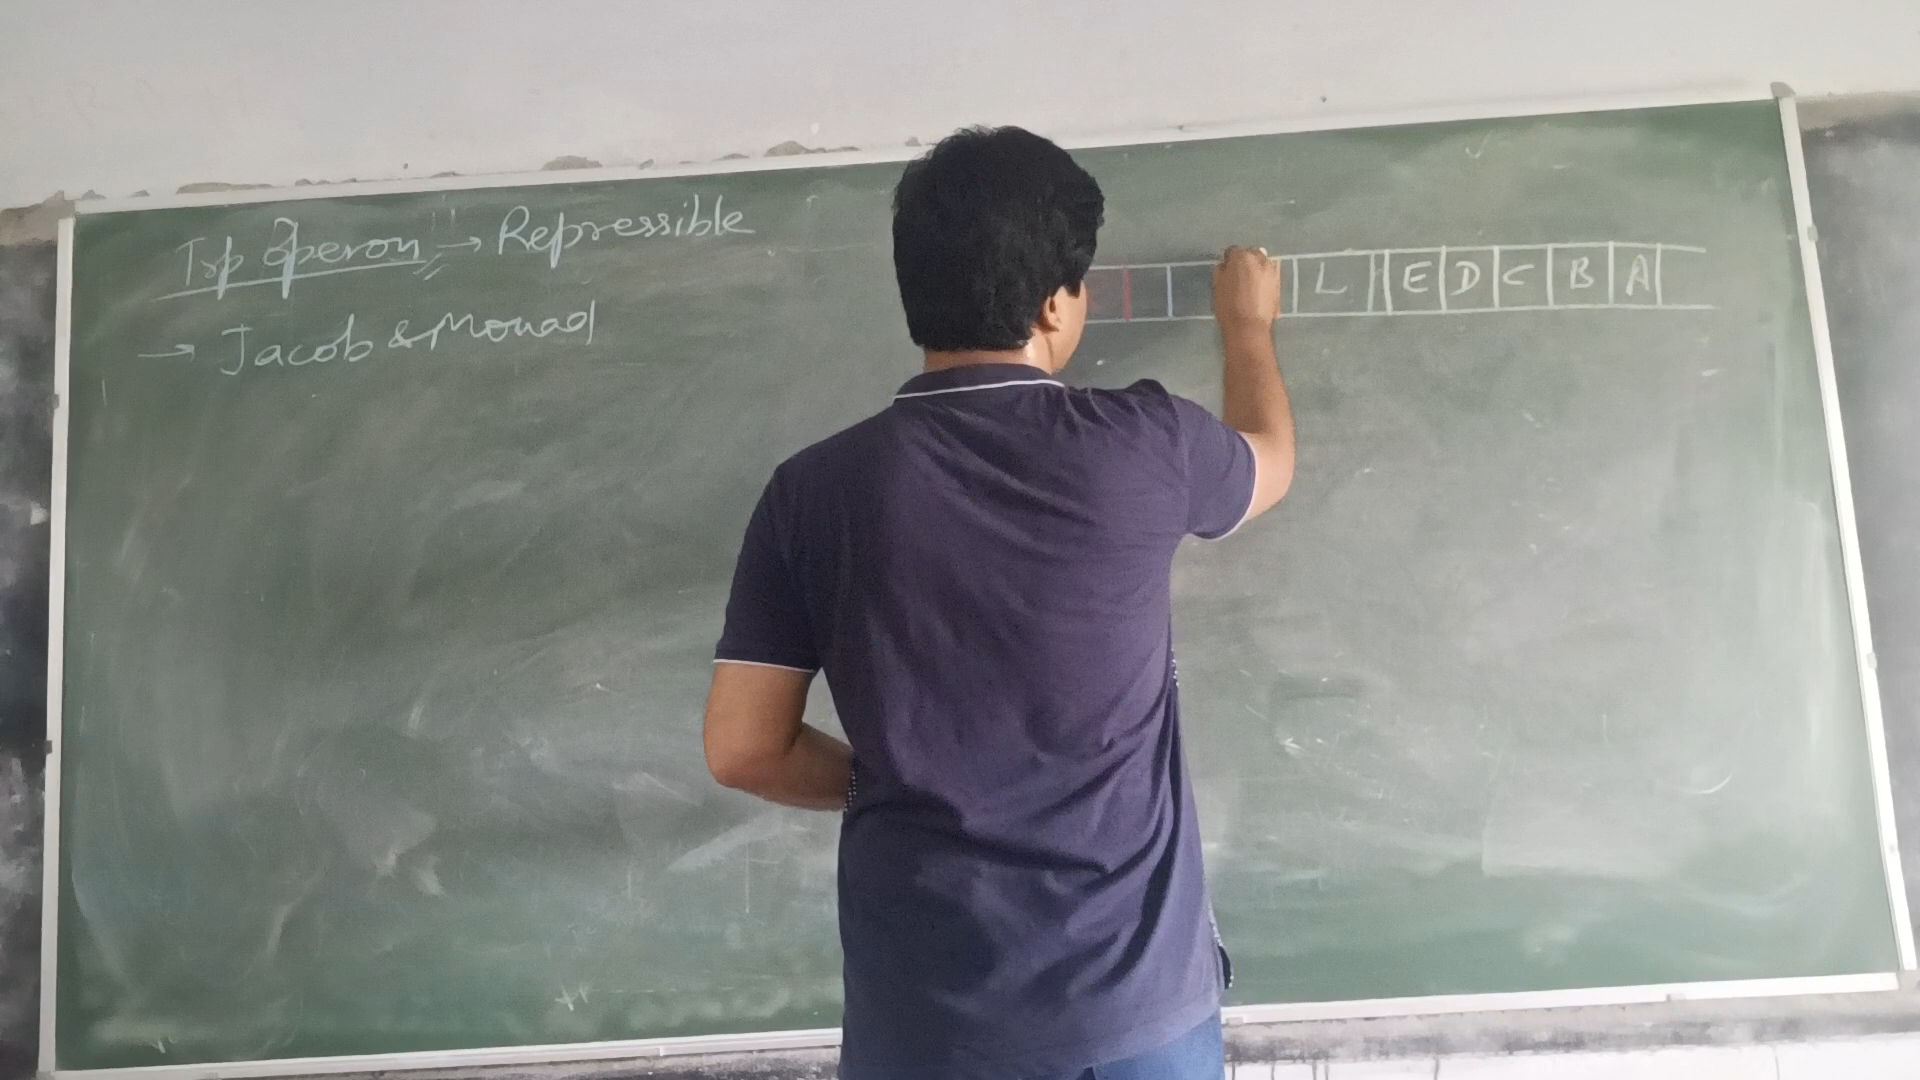 Trp operon → Repressible
→ Jacob & Monad
L E D C B A